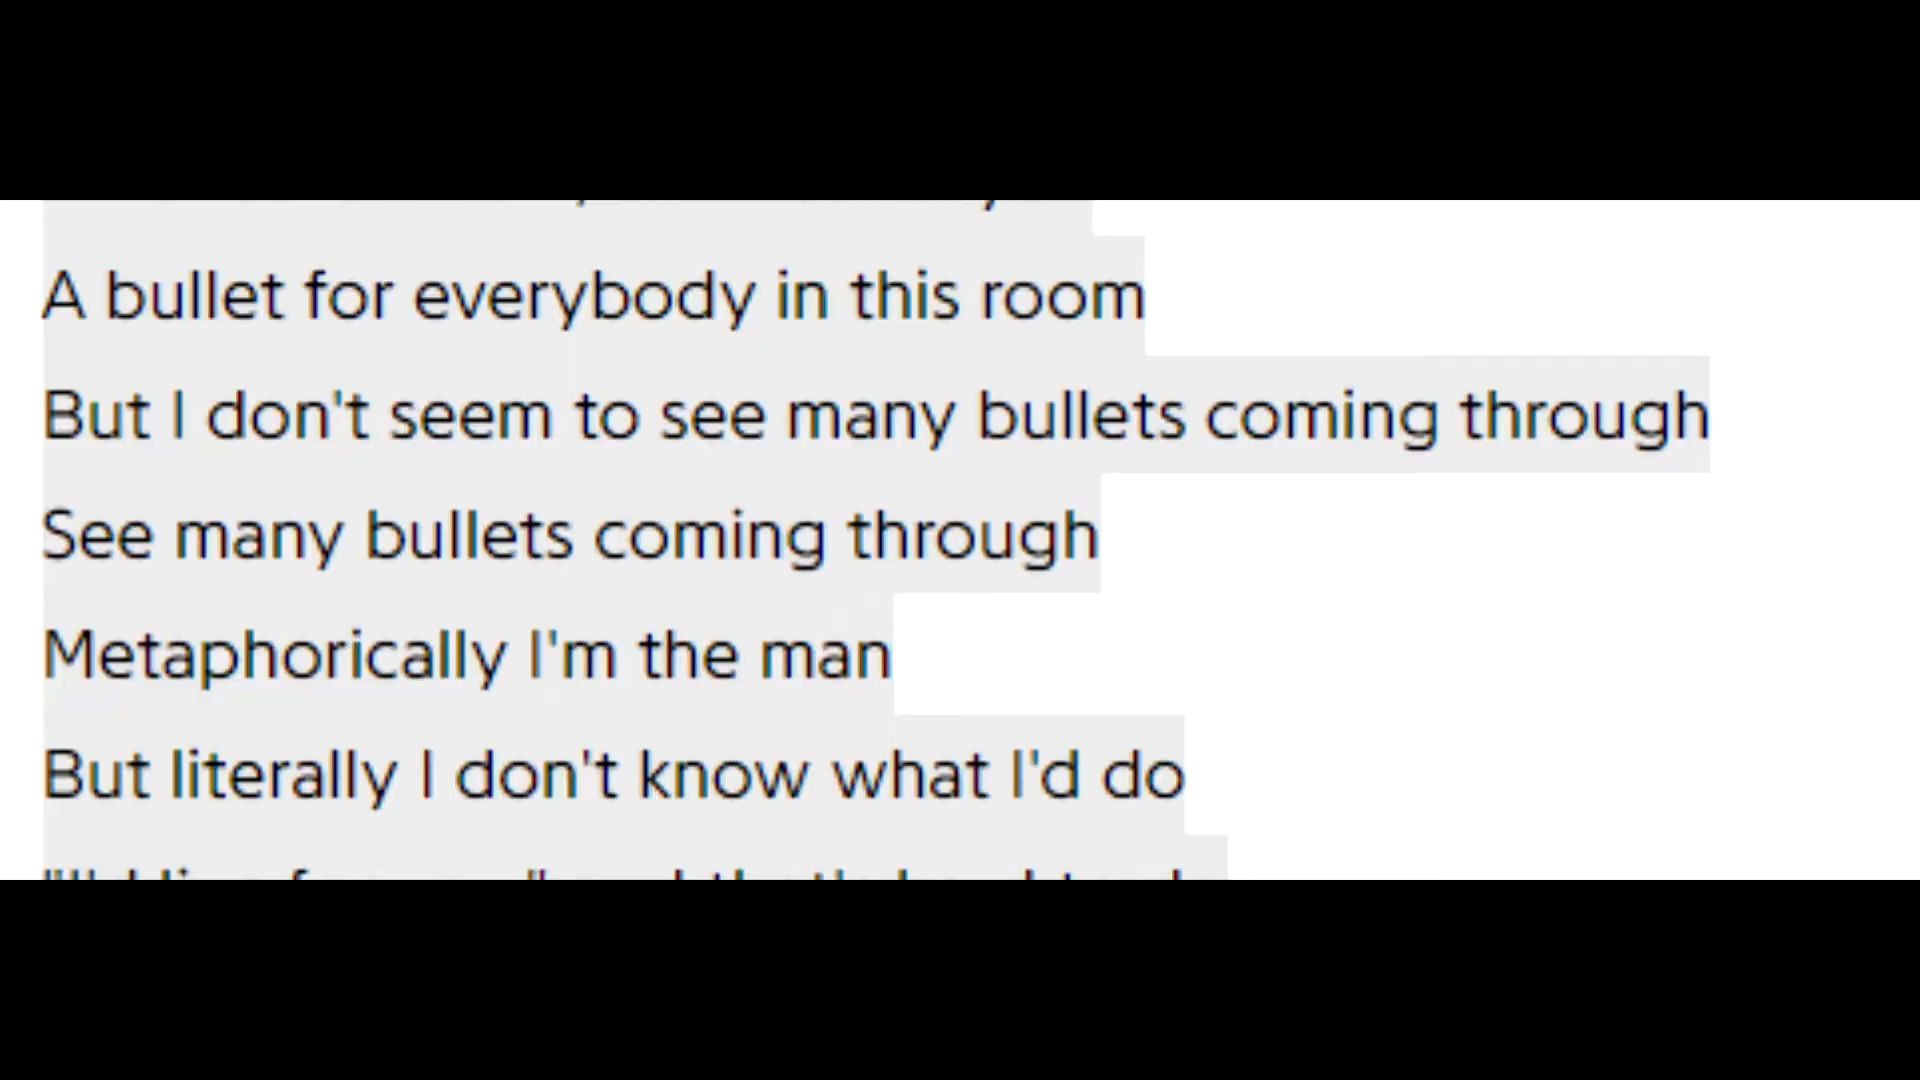 A bullet for everybody in this room
But I don't seem to see many bullets coming through
See many bullets coming through
Metaphorically I'm the man
But literally I don't know what I'd do